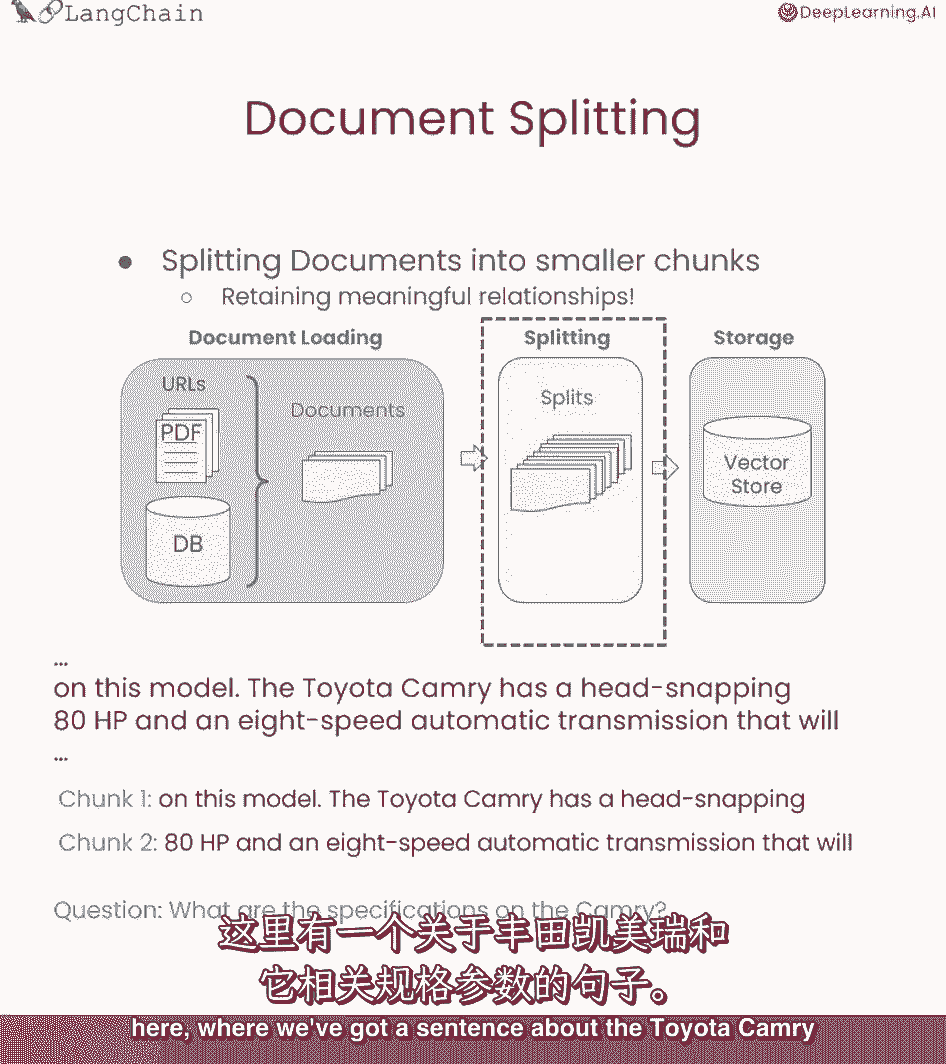 LangChain
DeepLearning.AI
Document Splitting
● Splitting Documents into smaller chunks
○ Retaining meaningful relationships!
Document Loading
Splitting
Storage
URLs
PDF
DB
Documents
Splits
Vector
Store
...
on this model. The Toyota Camry has a head-snapping
80 HP and an eight-speed automatic transmission that will
...
Chunk 1: on this model. The Toyota Camry has a head-snapping
Chunk 2: 80 HP and an eight-speed automatic transmission that will
Question: What are the specifications on the Camry?
这里有一个关于丰田凯美瑞和
它相关规格参数的句子。
here, where we've got a sentence about the Toyota Camry